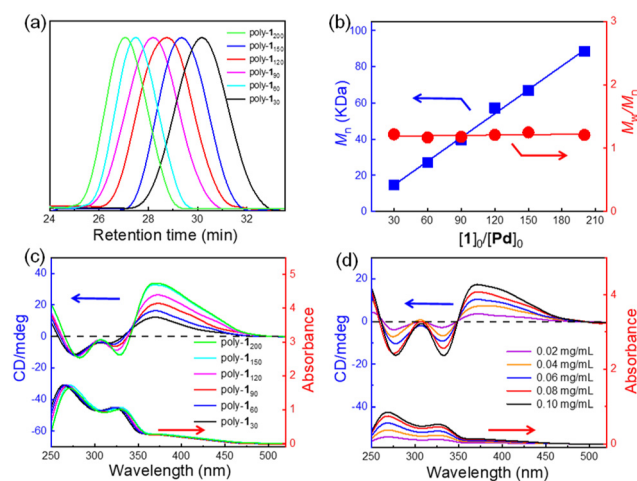 (a)
poly-1₂₀₀
poly-1₁₅₀
poly-1₁₂₀
poly-1₉₀
poly-1₆₀
poly-1₃₀
24 26 28 30 32
Retention time (min)
(b)
100
80
60
40
20
0
Mn (KDa)
3
2
1
0
Mw/Mn
30 60 90 120 150 180 210
[1]₀/[Pd]₀
(c)
40
20
0
-20
-40
-60
CD/mdeg
5
4
3
2
1
0
Absorbance
poly-1₂₀₀
poly-1₁₅₀
poly-1₁₂₀
poly-1₉₀
poly-1₆₀
poly-1₃₀
250 300 350 400 450 500
Wavelength (nm)
(d)
20
0
-20
-40
-60
CD/mdeg
4
3
2
1
0
Absorbance
0.02 mg/mL
0.04 mg/mL
0.06 mg/mL
0.08 mg/mL
0.10 mg/mL
250 300 350 400 450 500
Wavelength (nm)